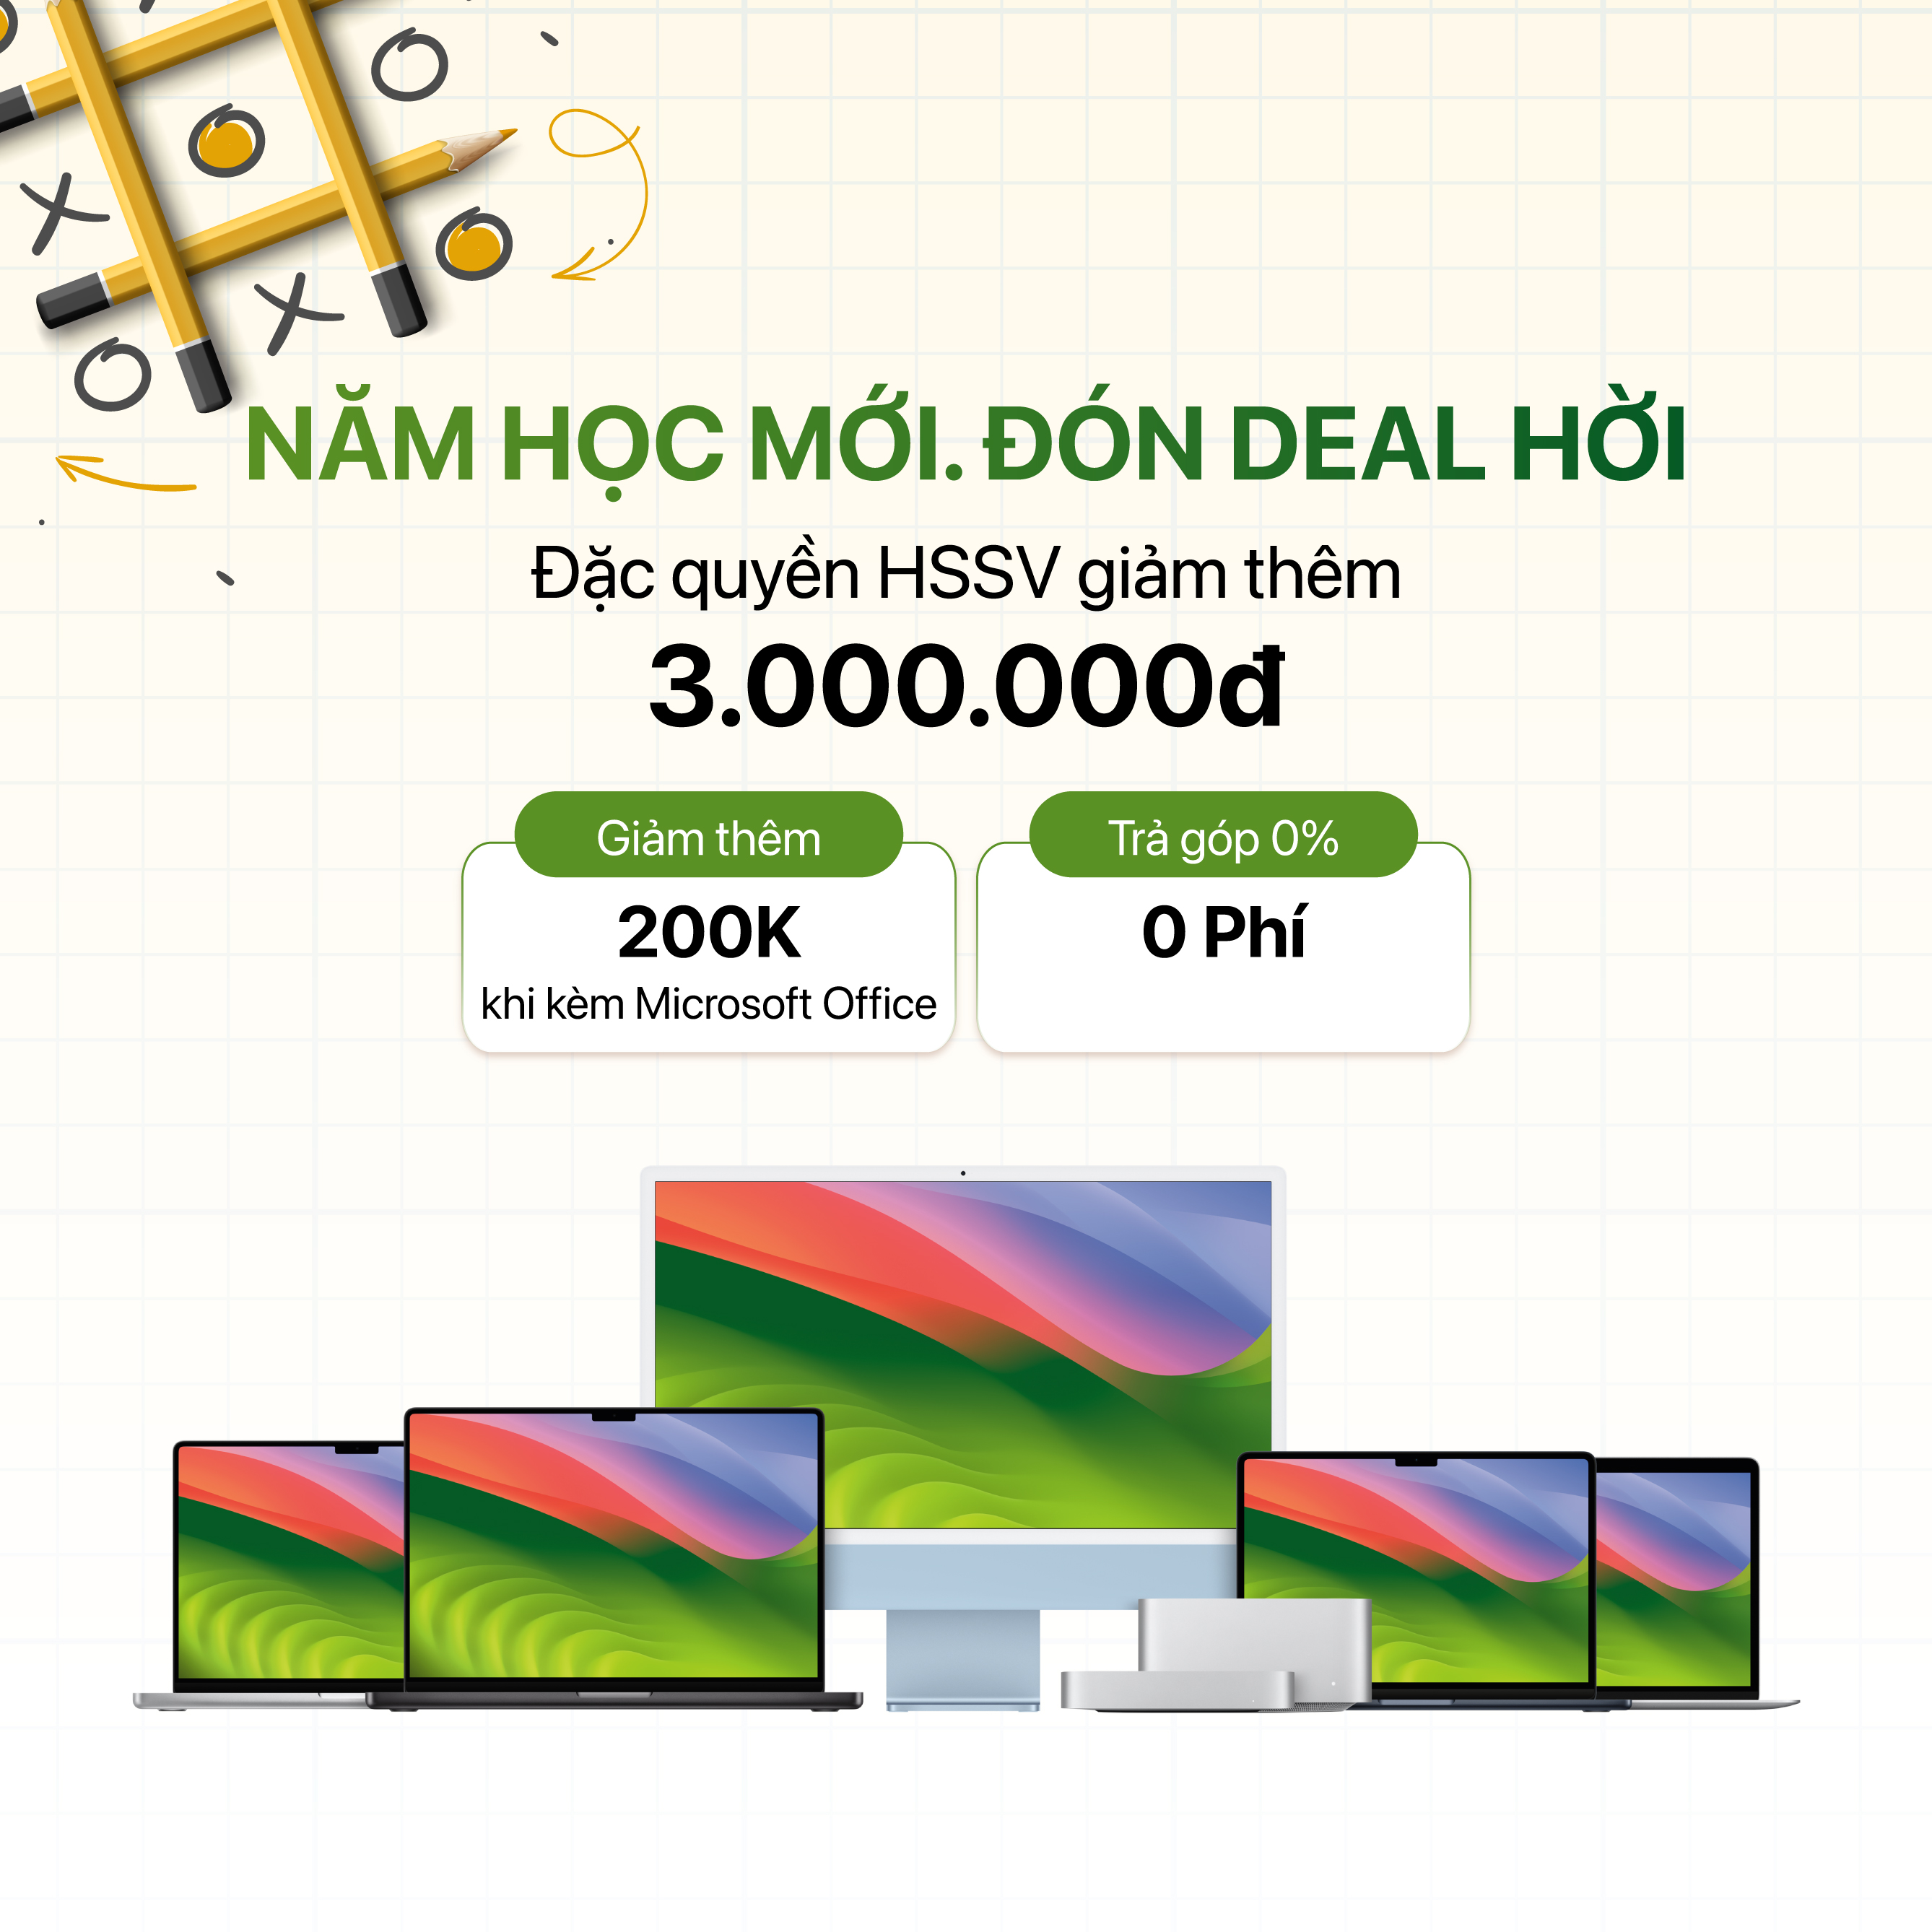 NĂM HỌC MỚI. ĐÓN DEAL HỜI
Đặc quyền HSSV giảm thêm
3.000.000đ
Giảm thêm
200K
khi kèm Microsoft Office
Trả góp 0%
0 Phí